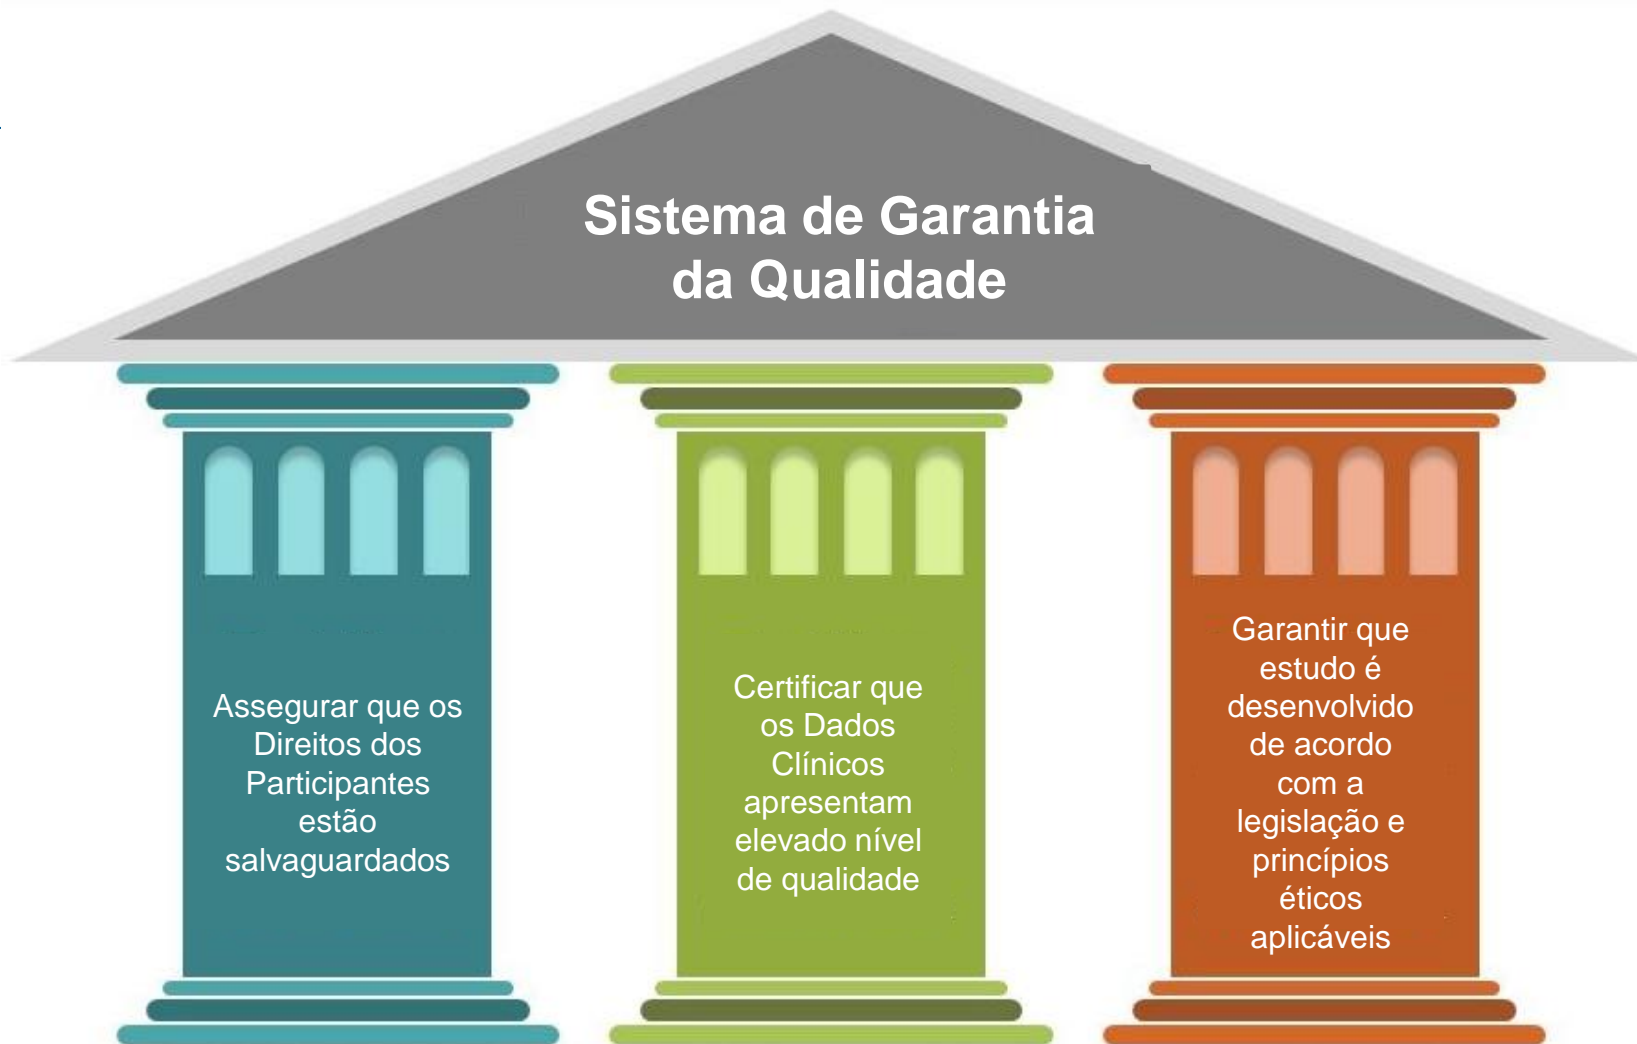 Sistema de Garantia
da Qualidade
Assegurar que os
Direitos dos
Participantes
estão
salvaguardados
Certificar que
os Dados
Clínicos
apresentam
elevado nível
de qualidade
Garantir que
estudo é
desenvolvido
de acordo
com a
legislação e
princípios
éticos
aplicáveis